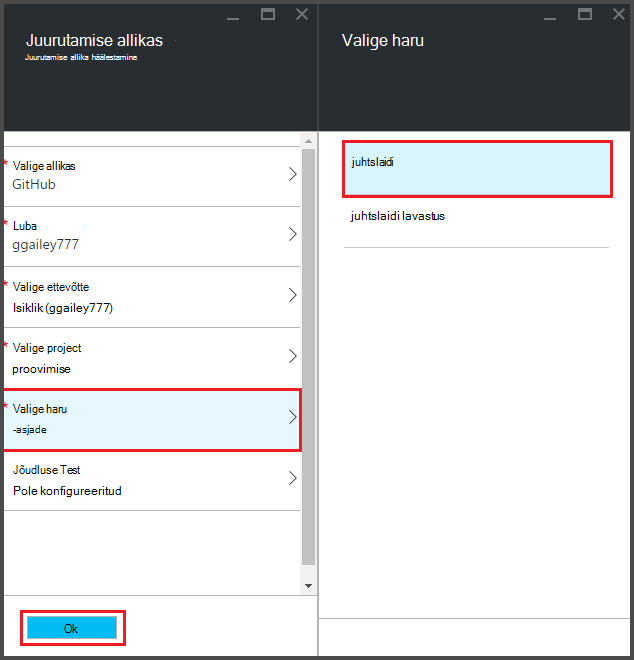 Juurutamise allikas
Juurutamise allika häälestamine
* Valige allikas
GitHub
* Luba
ggailey777
* Valige ettevõtte
Isiklik (ggailey777)
* Valige project
proovimise
* Valige haru
-asjade
Jõudluse Test
Pole konfigureeritud
Ok
Valige haru
juhtslaidi
juhtslaidi lavastus